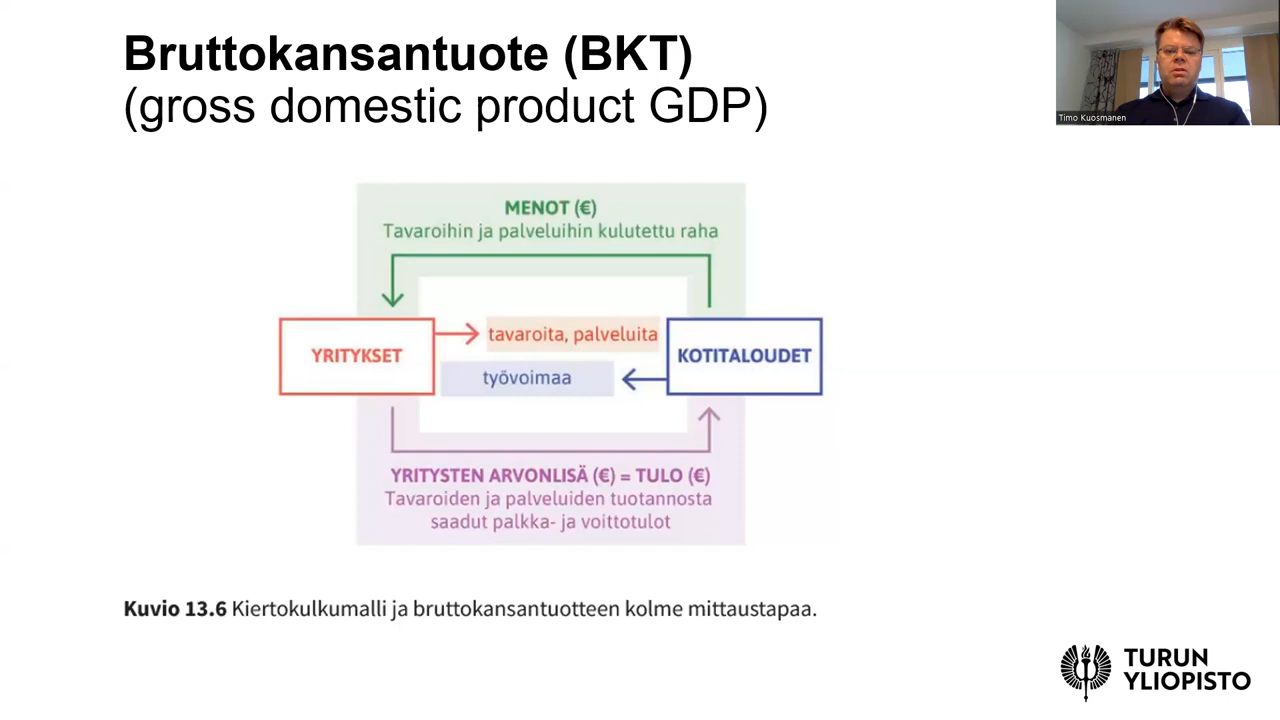 Bruttokansantuote (BKT)
(gross domestic product GDP)
Timo Kuosmanen
MENOT (€)
Tavaroihin ja palveluihin kulutettu raha
YRITYKSET
tavaroita, palveluita
työvoimaa
KOTITALOUDET
YRITYSTEN ARVONLISÄ (€) = TULO (€)
Tavaroiden ja palveluiden tuotannosta
saadut palkka- ja voittotulot
Kuvio 13.6 Kiertokulkumalli ja bruttokansantuotteen kolme mittaustapaa.
TURUN
YLIOPISTO